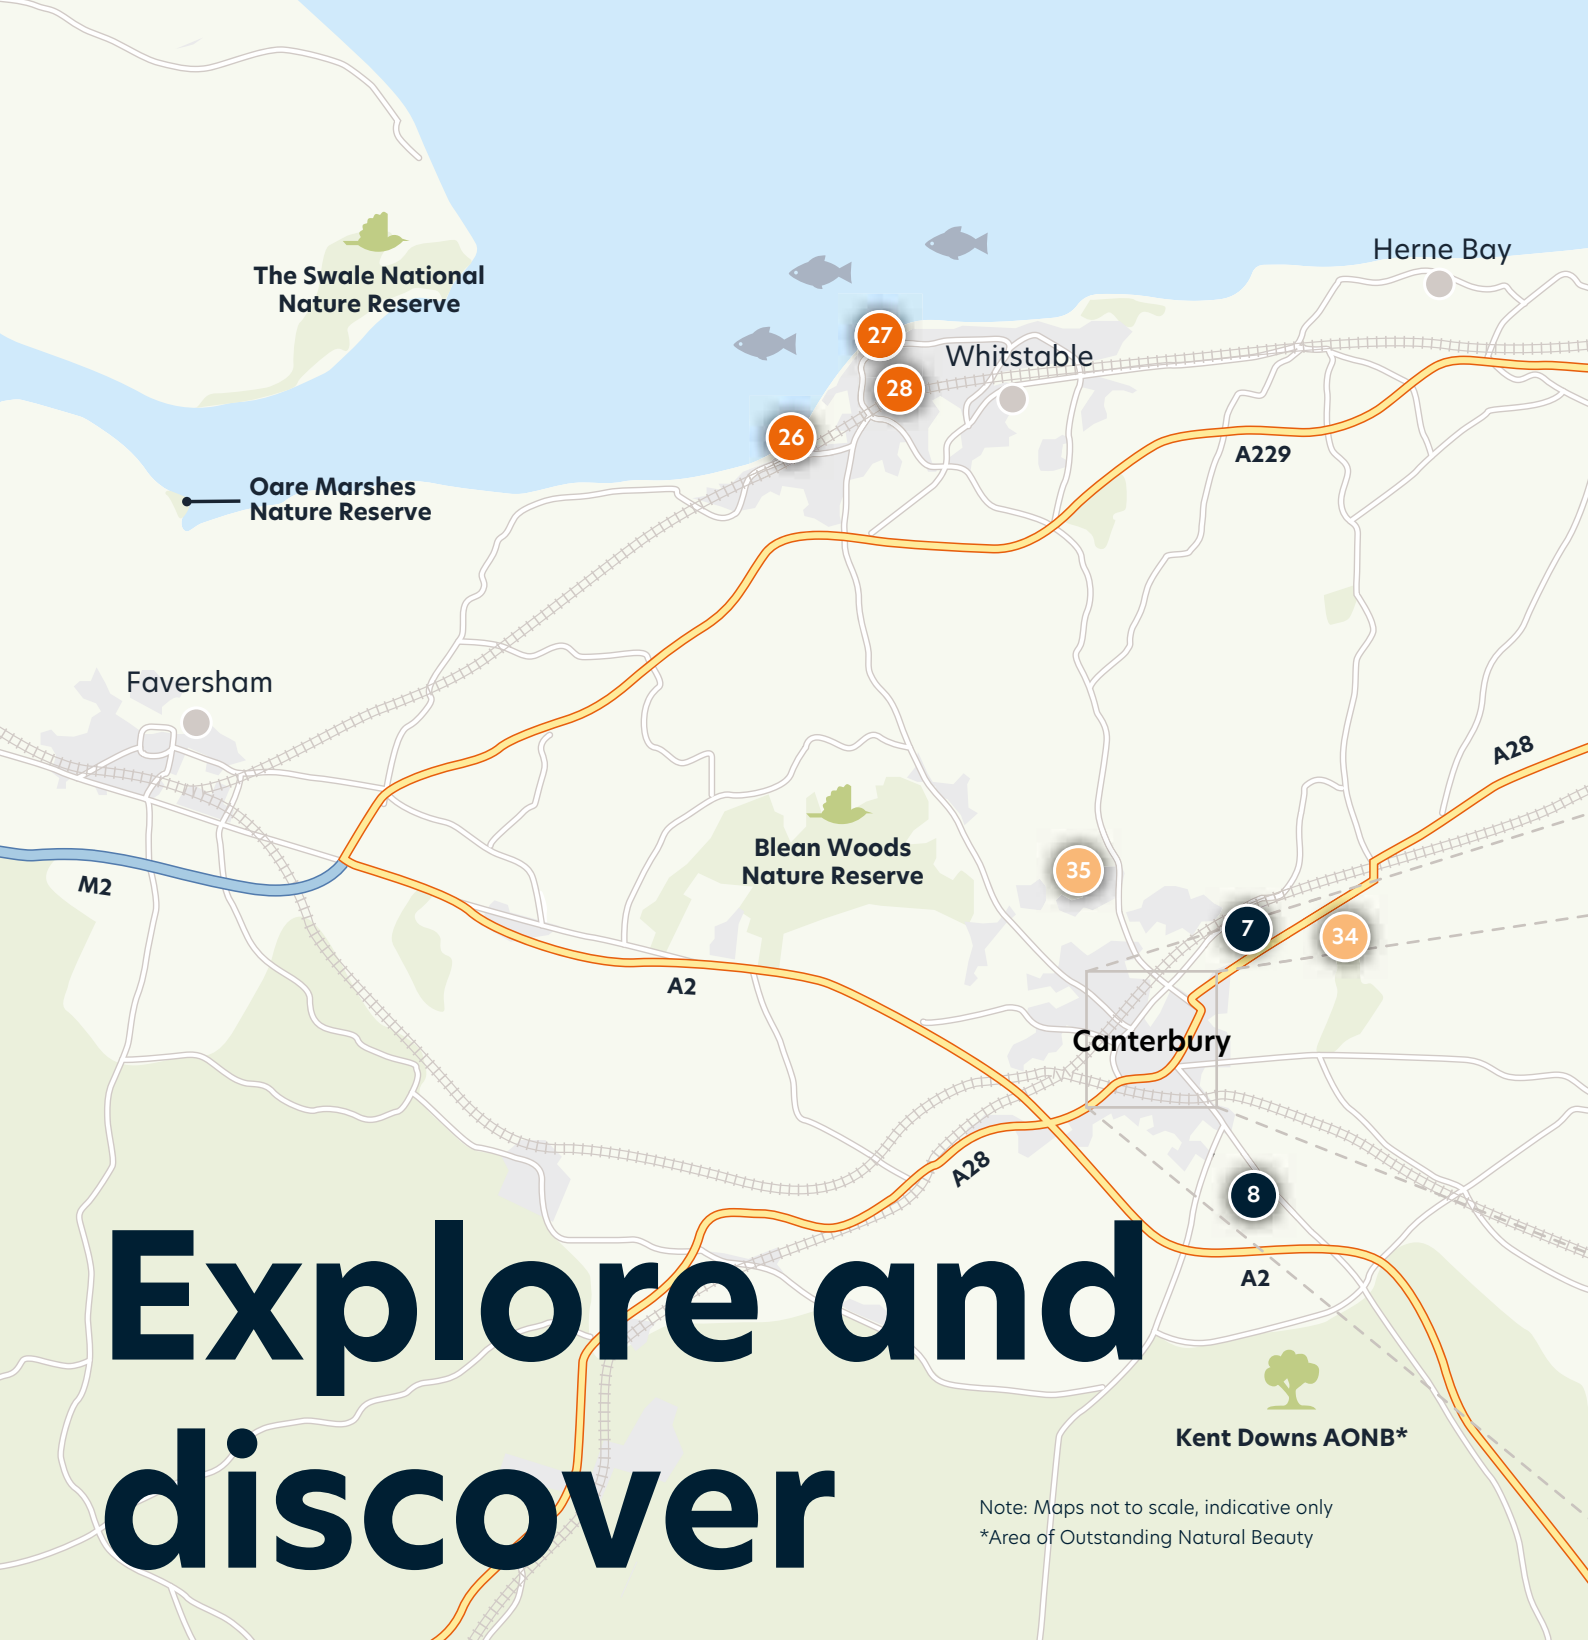 Herne Bay
The Swale National
Nature Reserve
27
Whitstable
28
26
A229
Oare Marshes
Nature Reserve
Faversham
A28
Blean Woods
Nature Reserve
35
M2
7
34
A2
Canterbury
A28
8
A2
Explore and
discover
Kent Downs AONB*
Note: Maps not to scale, indicative only
*Area of Outstanding Natural Beauty